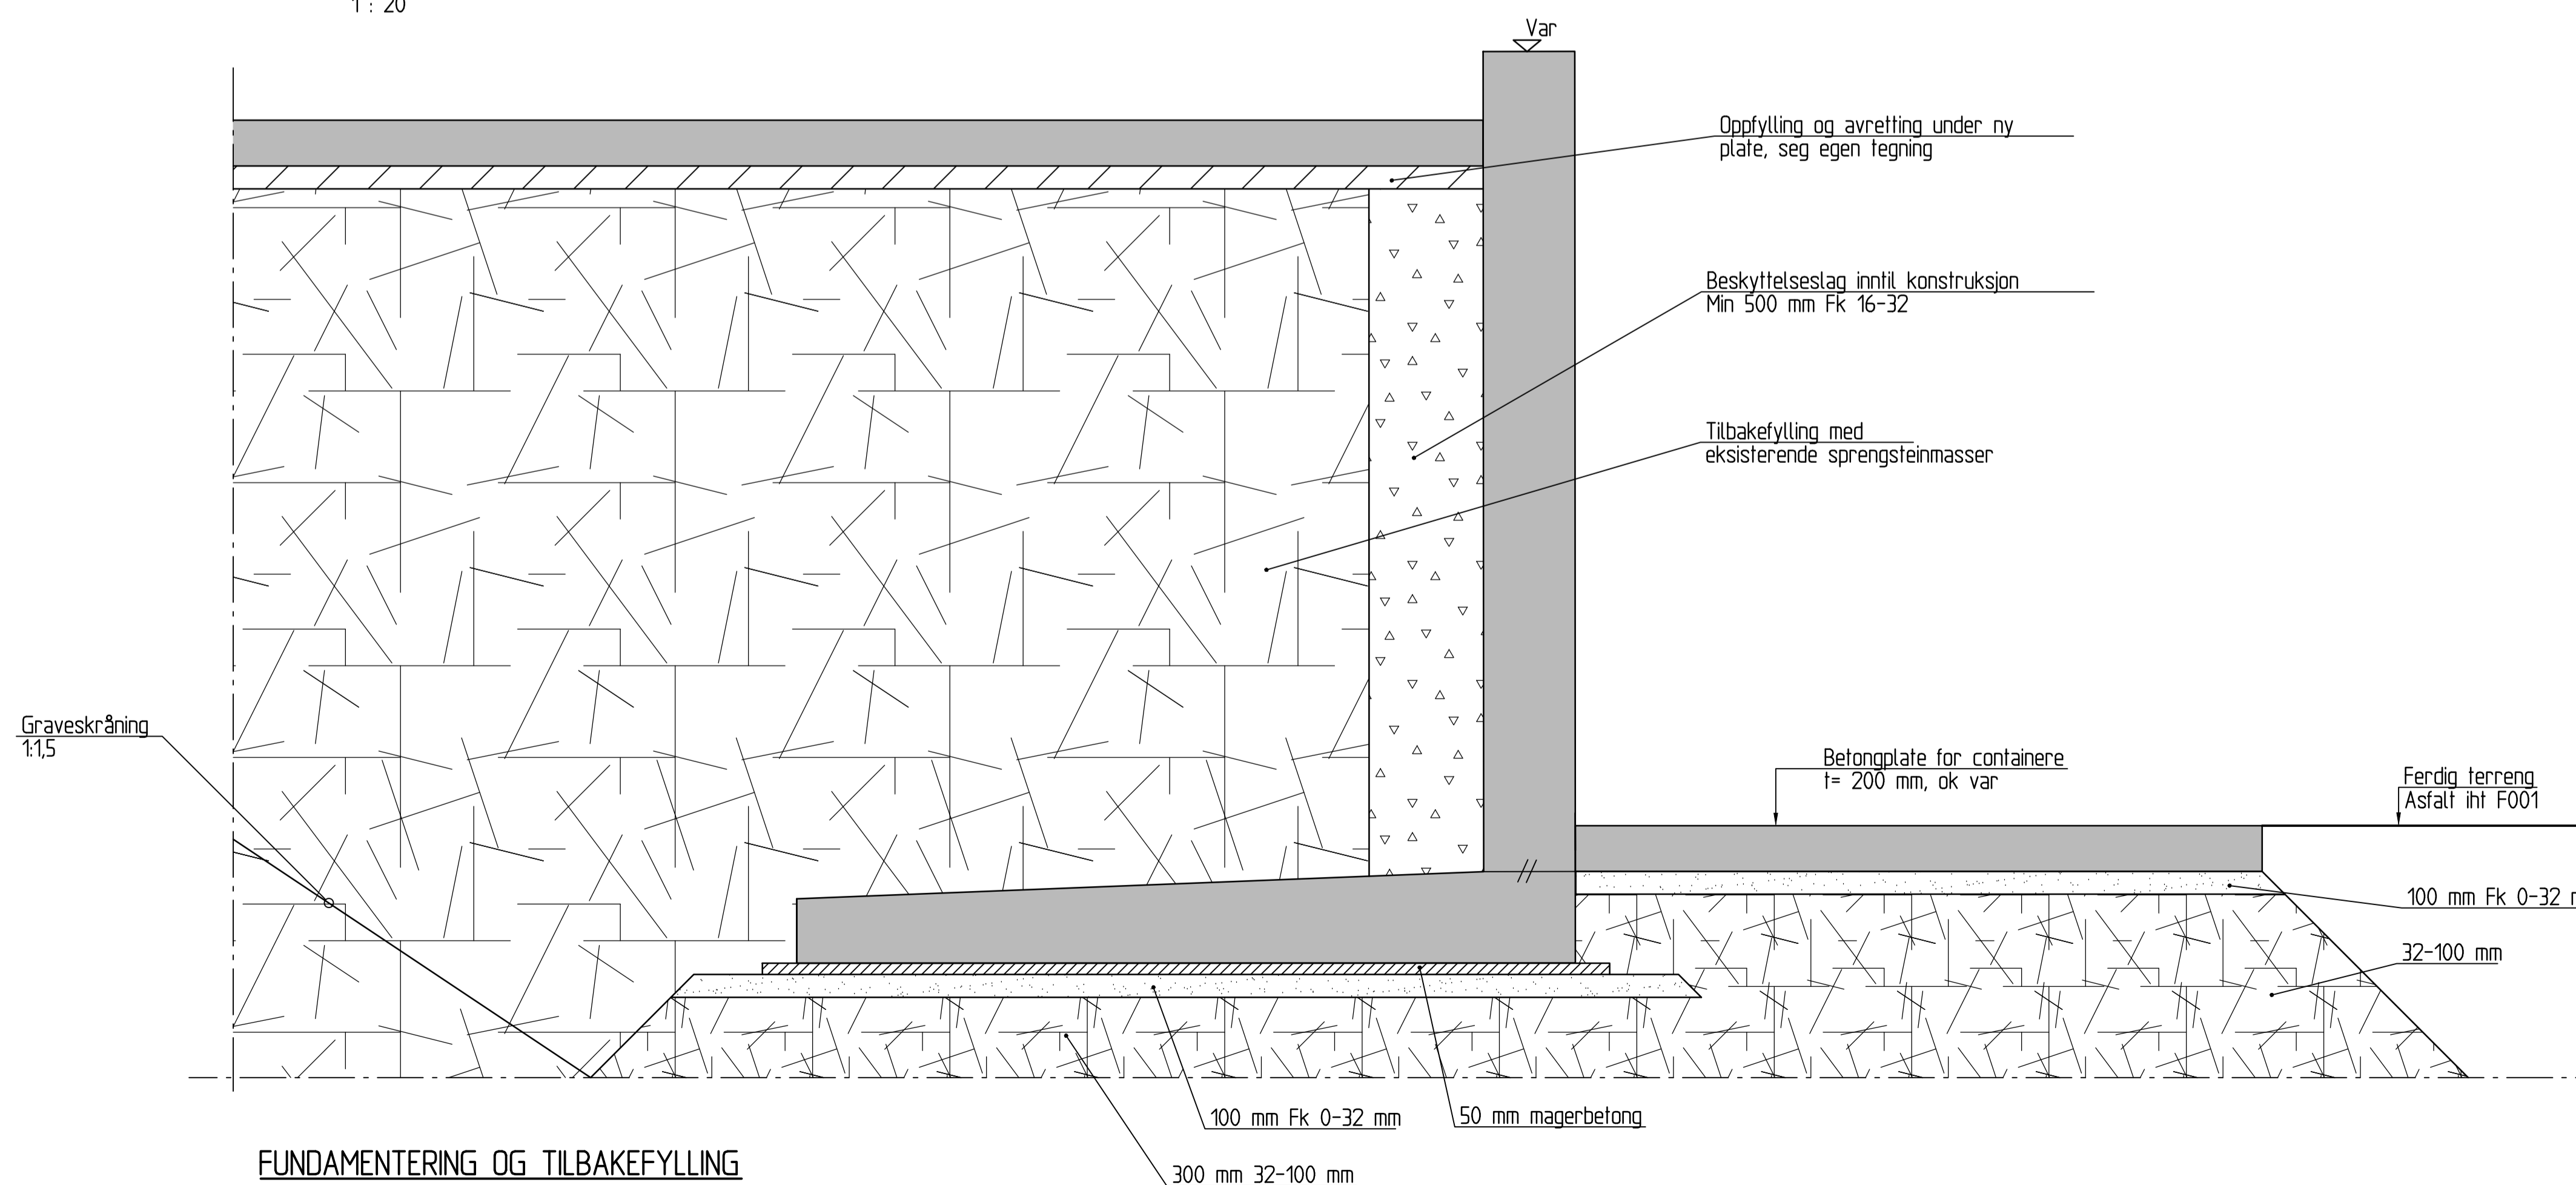 1 : 20
Var
Oppfylling og avretting under ny
plate, seg egen tegning
Beskyttelseslag inntil konstruksjon
Min 500 mm Fk 16-32
Tilbakefylling med
eksisterende sprengsteinmasser
Graveskråning
1:1,5
Betongplate for containere
t= 200 mm, ok var
Ferdig terreng
Asfalt iht F001
100 mm Fk 0-32
32-100 mm
100 mm Fk 0-32 mm
50 mm magerbetong
300 mm 32-100 mm
FUNDAMENTERING OG TILBAKEFYLLING